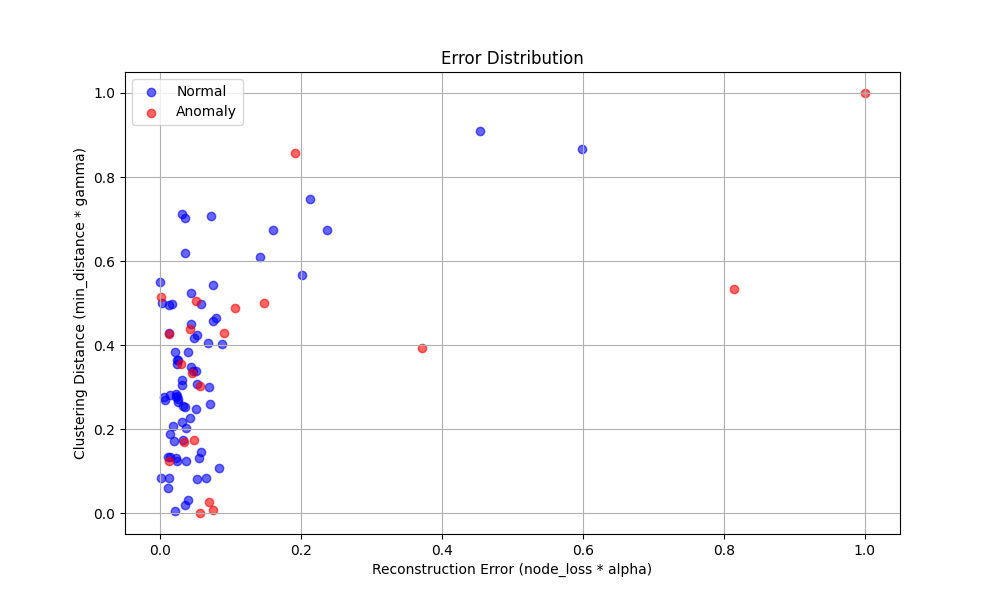 Error Distribution
Normal
Anomaly
1.0
0.8
0.6
0.4
0.2
0.0
Clustering Distance (min_distance * gamma)
0.0 0.2 0.4 0.6 0.8 1.0
Reconstruction Error (node_loss * alpha)